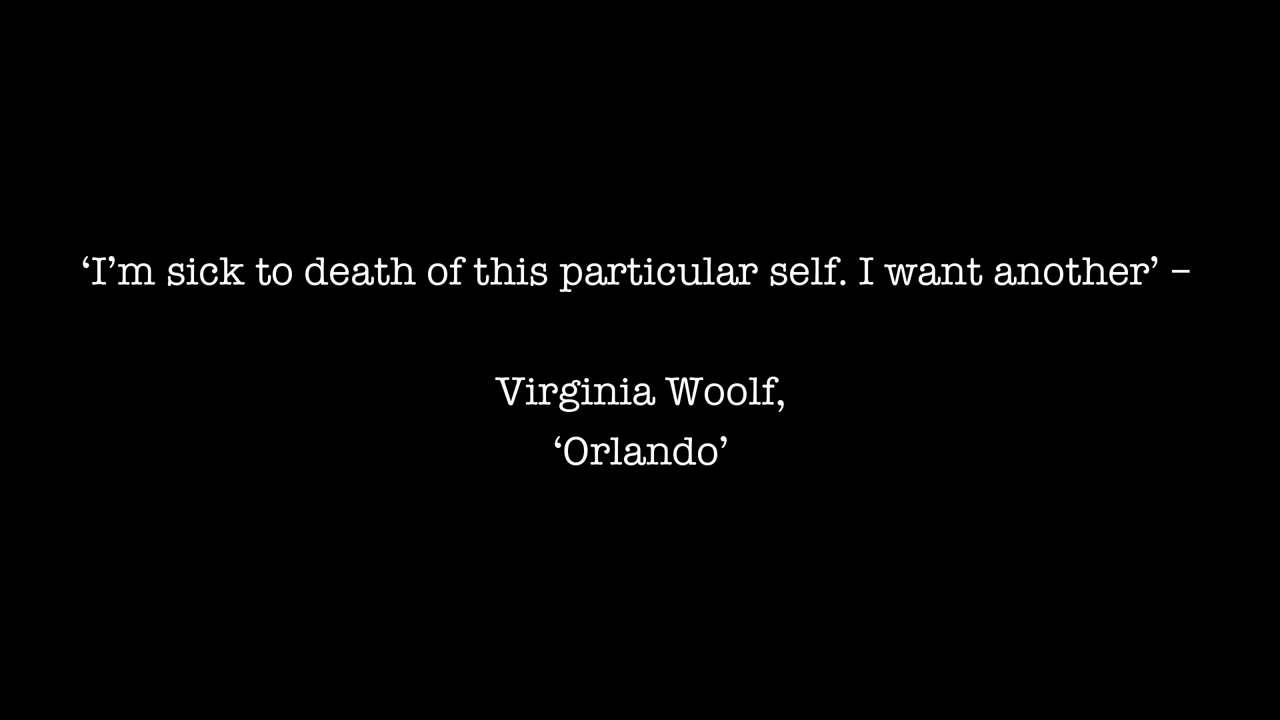 ‘I’m sick to death of this particular self. I want another’ –
Virginia Woolf,
‘Orlando’